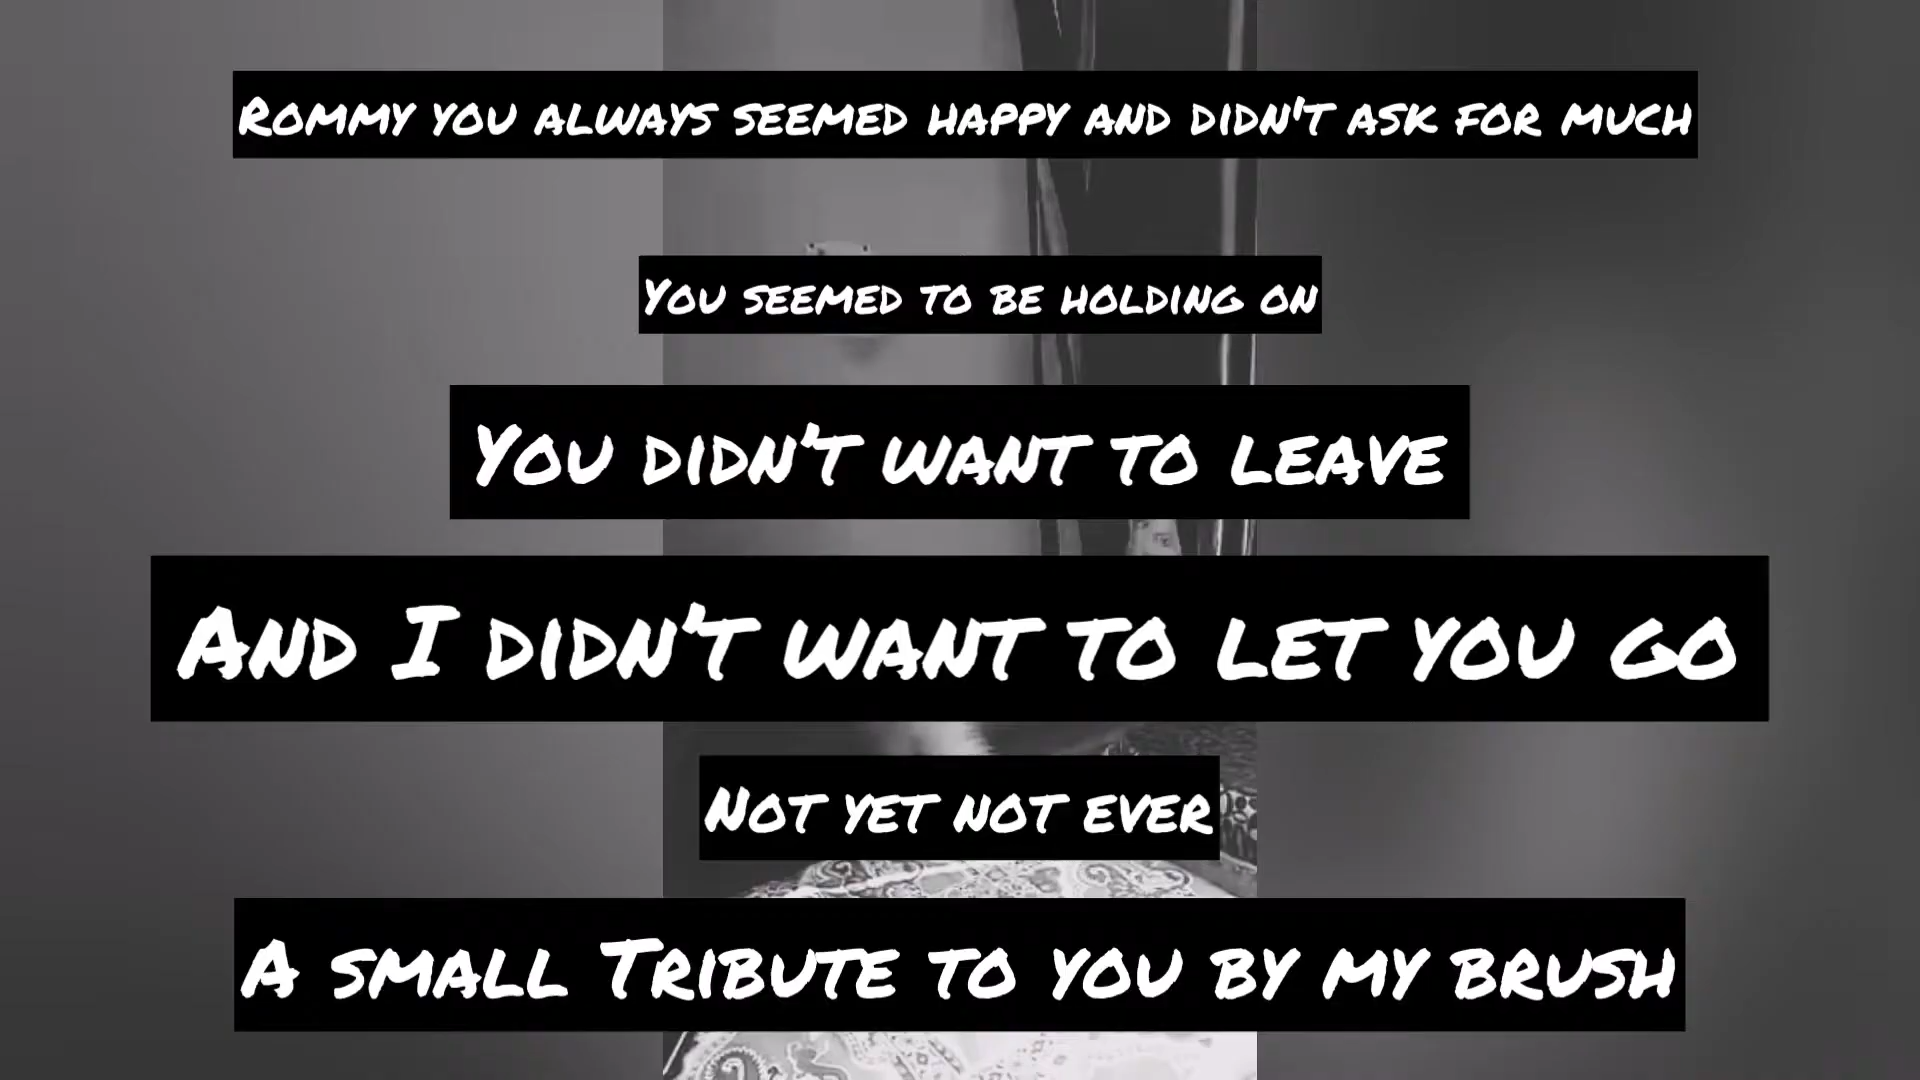 Rommy you always seemed happy and didn't ask for much
You seemed to be holding on
You didn't want to leave
And I didn't want to let you go
Not yet not ever
A small Tribute to you by my brush